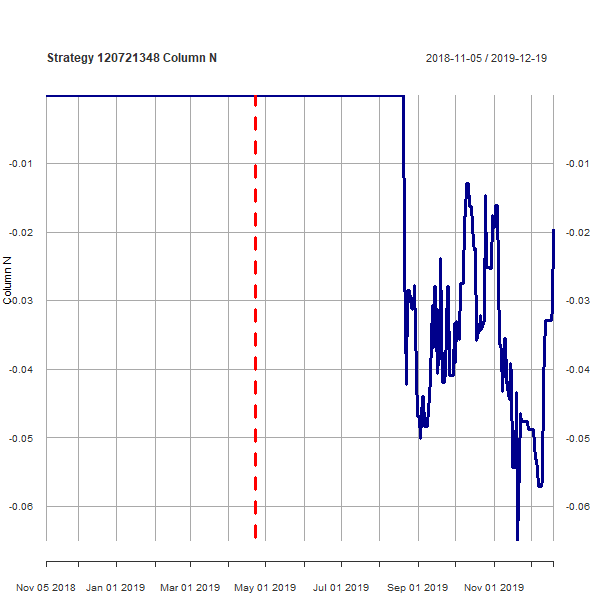 Strategy 120721348 Column N
2018-11-05 / 2019-12-19
-0.01
-0.01
-0.02
-0.02
-0.03
-0.03
-0.04
-0.04
-0.05
-0.05
-0.06
-0.06
Column N
Nov 05 2018
Jan 01 2019
Mar 01 2019
May 01 2019
Jul 01 2019
Sep 01 2019
Nov 01 2019